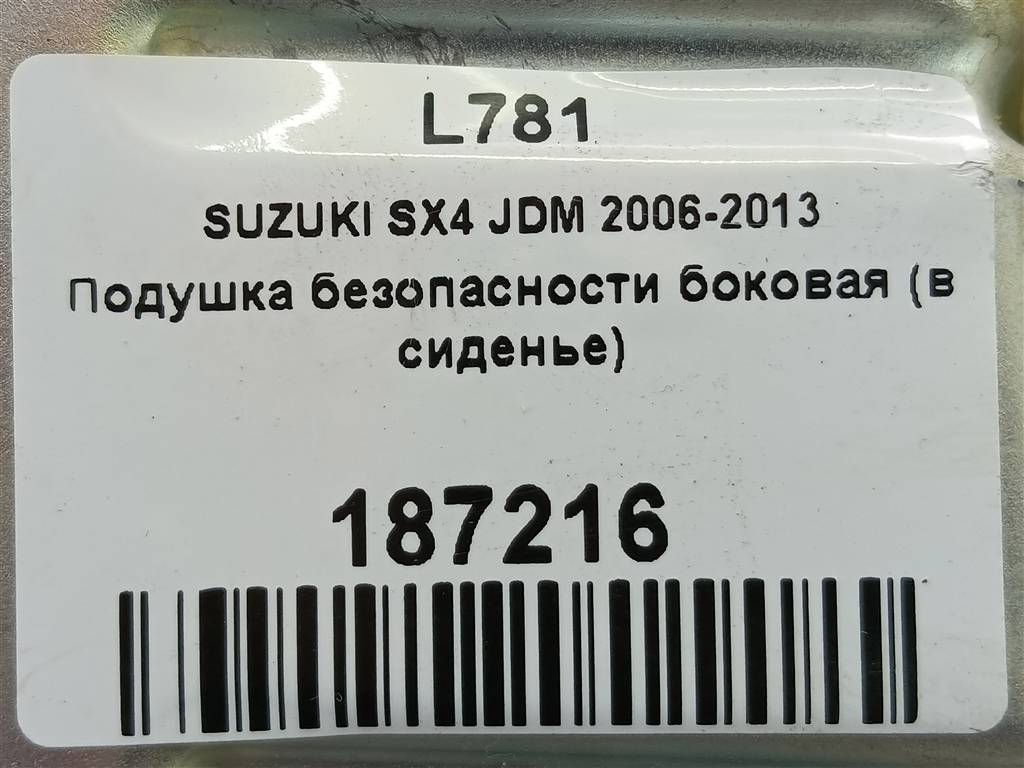 L781
SUZUKI SX4 JDM 2006-2013
Подушка безопасности боковая (в
сиденье)
187216